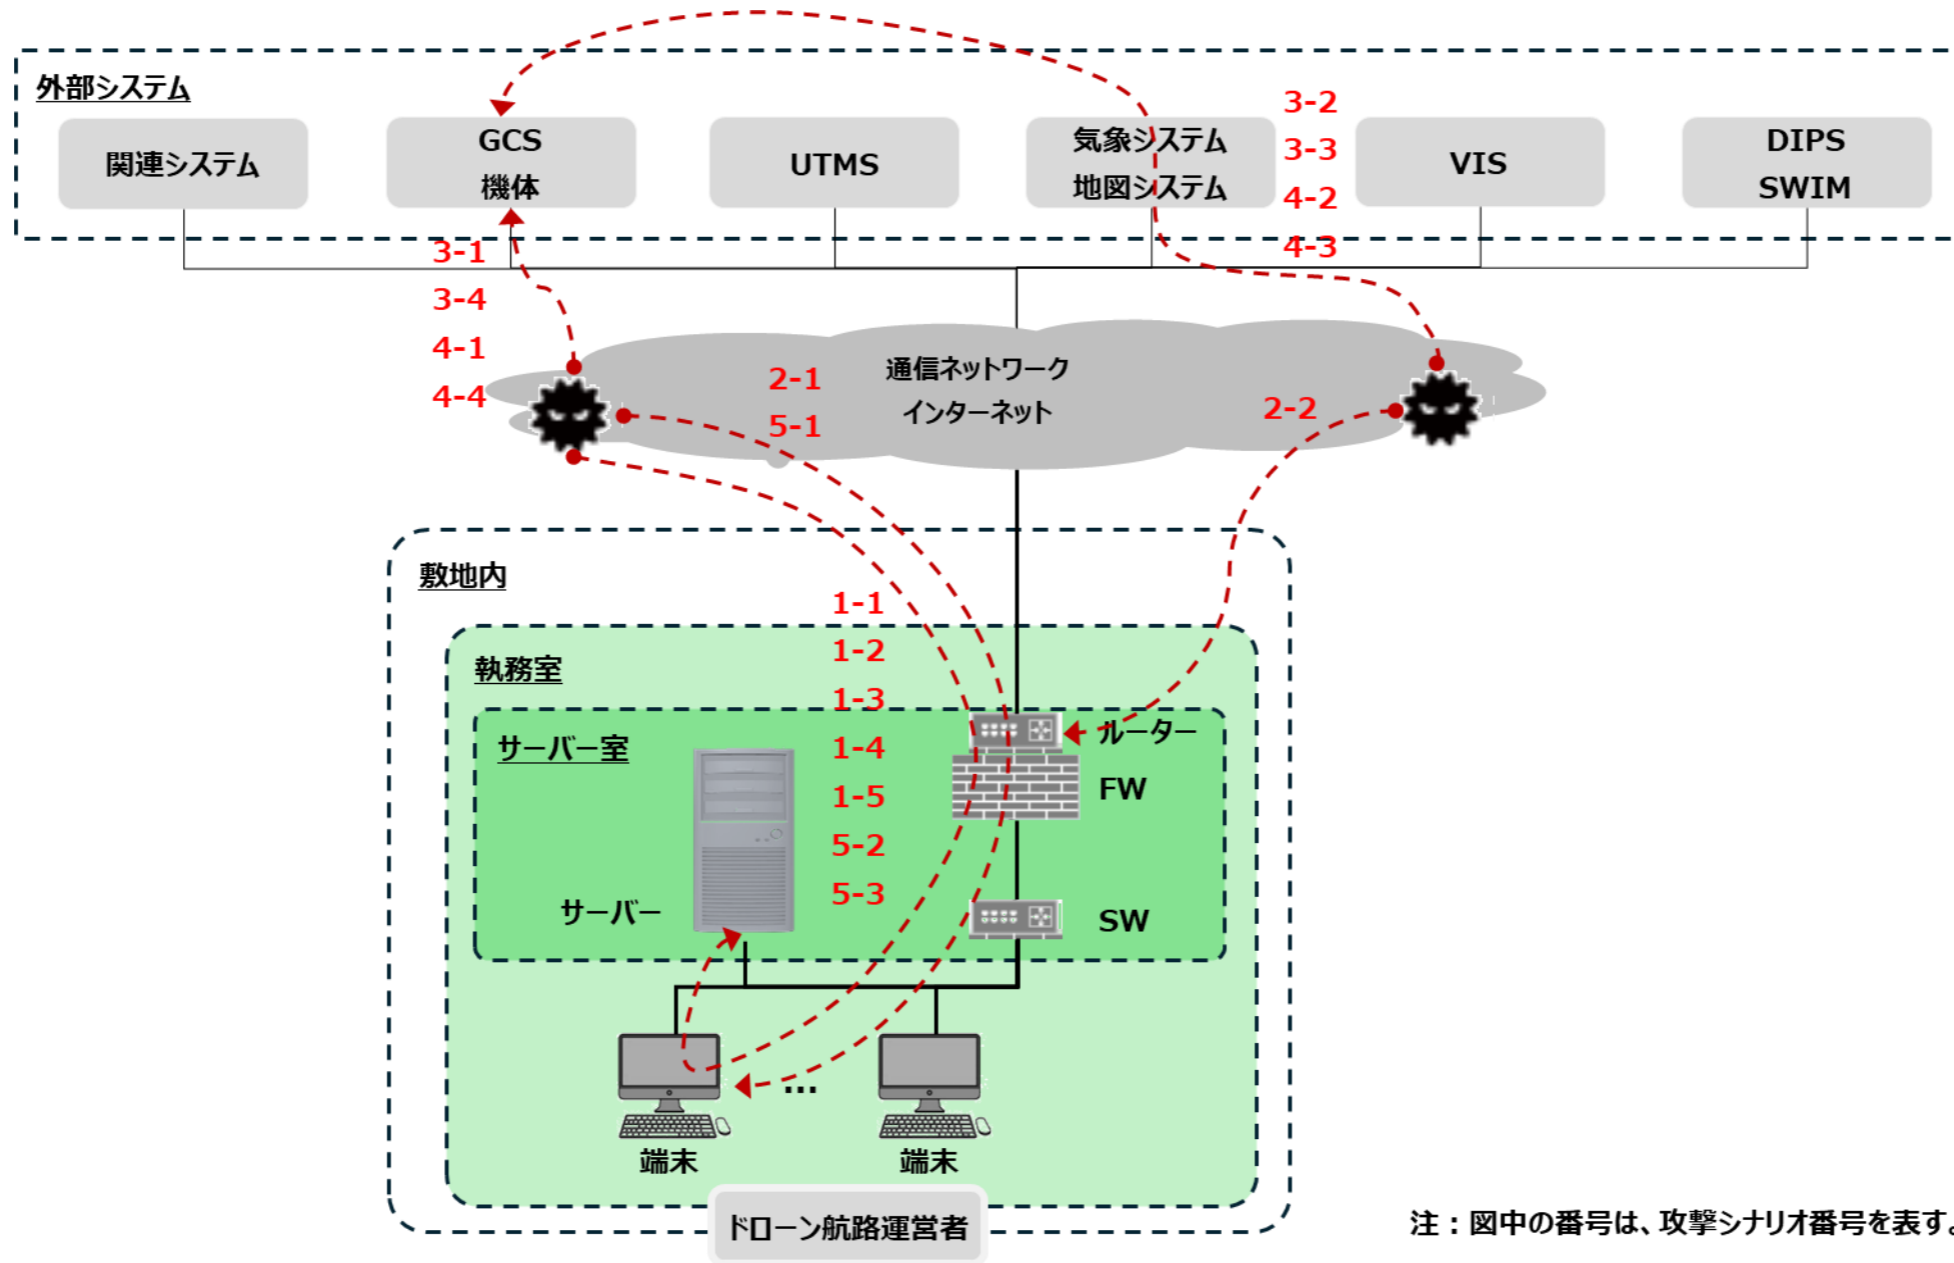 外部システム
関連システム
GCS
機体
UTMS
気象システム
地図システム
VIS
DIPS
SWIM
3-2
3-3
4-2
4-3
3-1
3-4
4-1
4-4
2-1
5-1
通信ネットワーク
インターネット
2-2
敷地内
執務室
サーバー室
1-1
1-2
1-3
1-4
1-5
5-2
5-3
ルーター
FW
サーバー
SW
...
端末
端末
ドローン航路運営者
注：図中の番号は、攻撃シナリオ番号を表す。